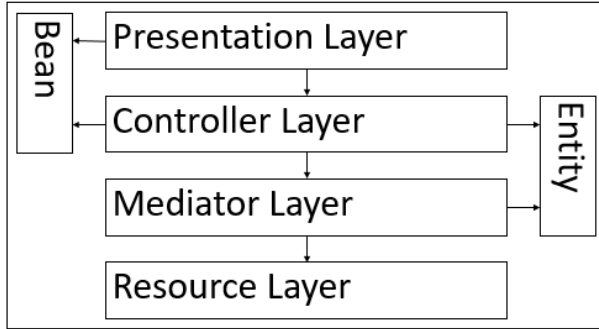 Bean
Presentation Layer
Controller Layer
Entity
Mediator Layer
Resource Layer